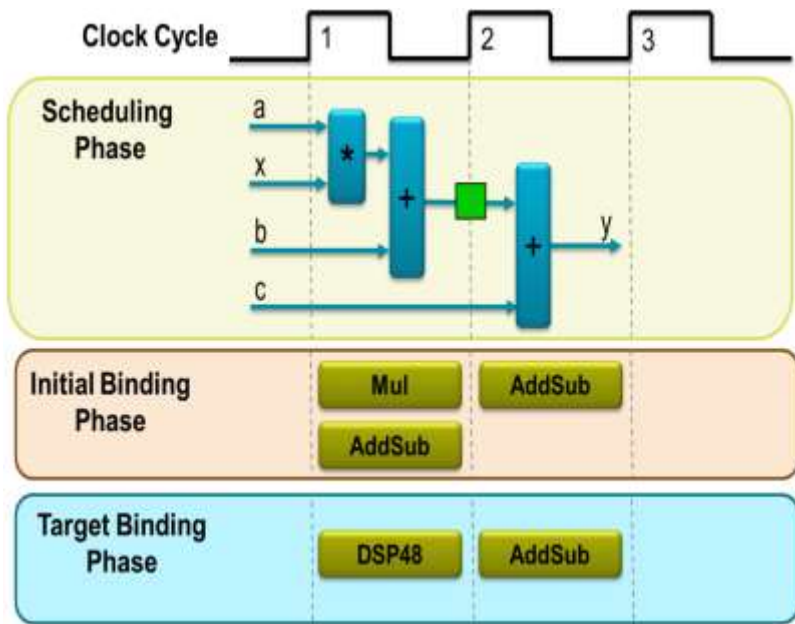 Clock Cycle
1
2
3
Scheduling
Phase
a
x
b
c
*
+
+
y
Initial Binding
Phase
Mul
AddSub
AddSub
Target Binding
Phase
DSP48
AddSub